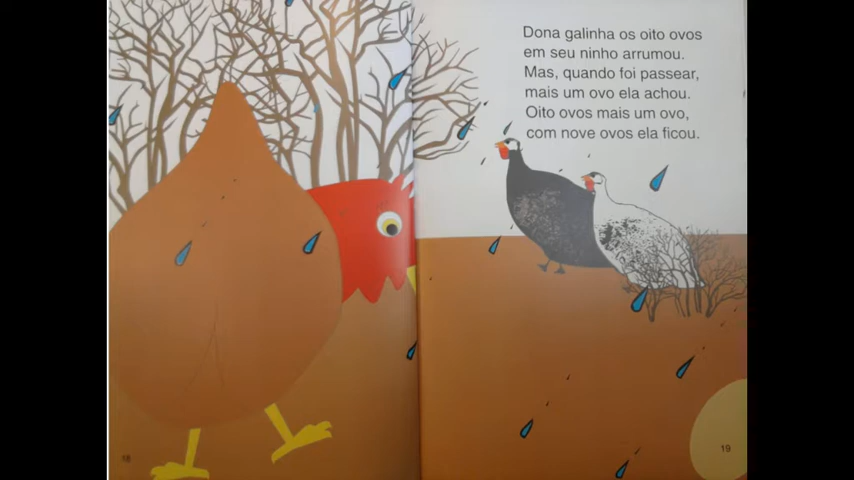 Dona galinha os oito ovos
em seu ninho arrumou.
Mas, quando foi passear,
mais um ovo ela achou.
Oito ovos mais um ovo,
com nove ovos ela ficou.
18
19